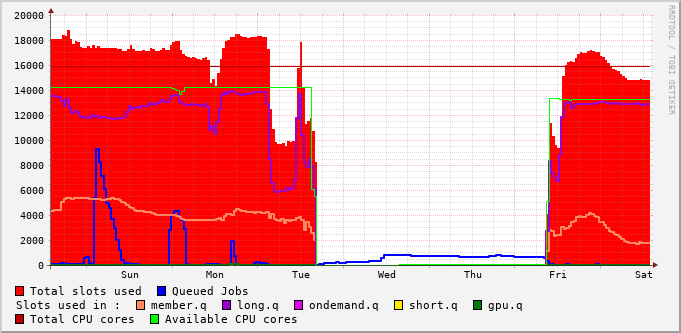 20000
18000
16000
14000
12000
10000
8000
6000
4000
2000
0
Sun Mon Tue Wed Thu Fri Sat
RRDTOOL / TOBI OETIKER
Total slots used Queued Jobs
Slots used in : member.q long.q ondemand.q short.q gpu.q
Total CPU cores Available CPU cores